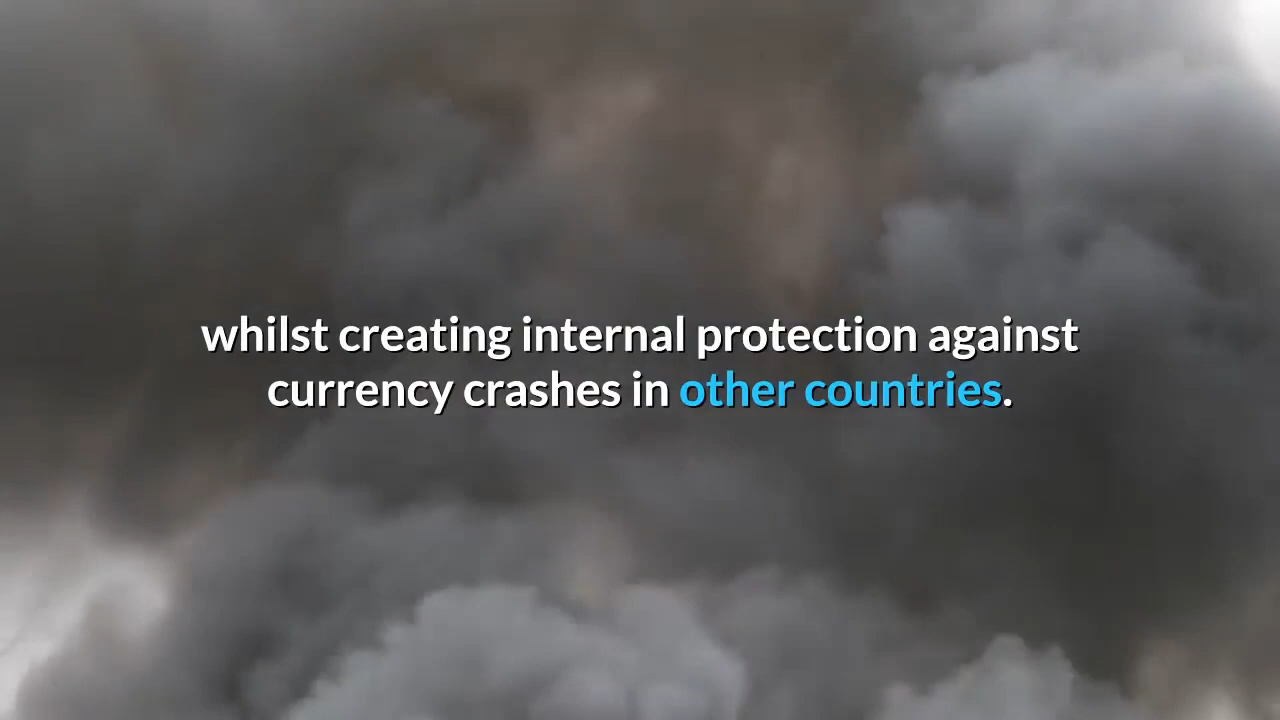 whilst creating internal protection against
currency crashes in other countries.